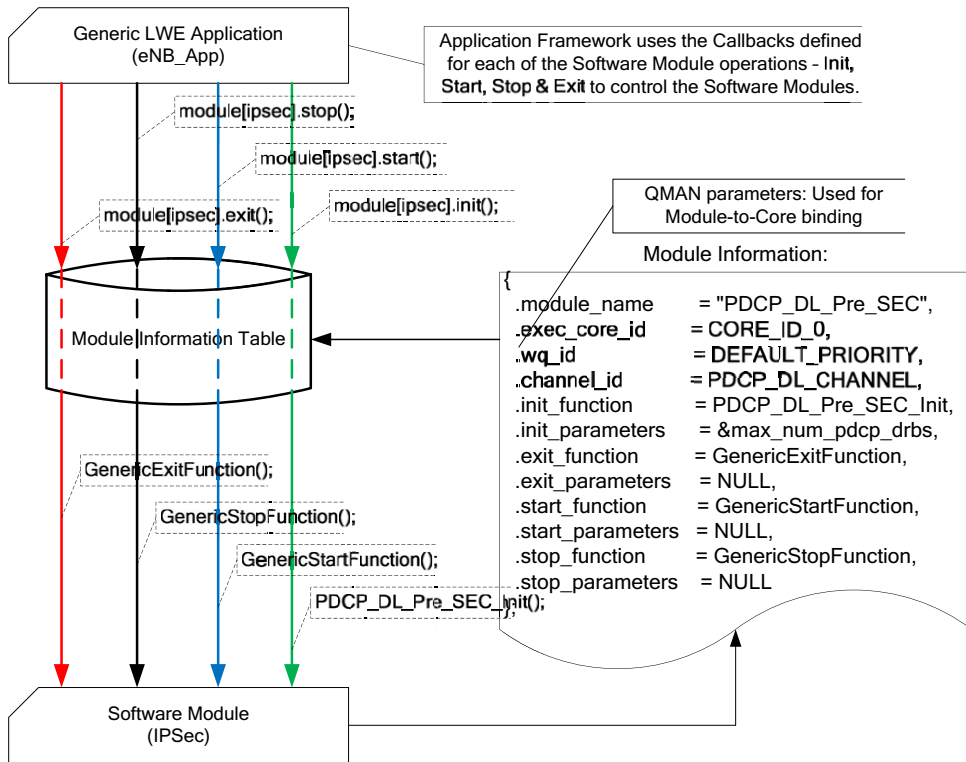 Generic LWE Application
(eNB_App)
Application Framework uses the Callbacks defined
for each of the Software Module operations - Init,
Start, Stop & Exit to control the Software Modules.
module[ipsec].stop();
module[ipsec].start();
module[ipsec].exit();
module[ipsec].init();
QMAN parameters: Used for
Module-to-Core binding
Module Information:
{
.module_name = "PDCP_DL_Pre_SEC",
.exec_core_id = CORE_ID_0,
.wq_id = DEFAULT_PRIORITY,
.channel_id = PDCP_DL_CHANNEL,
.init_function = PDCP_DL_Pre_SEC_Init,
.init_parameters = &max_num_pdcp_drbs,
.exit_function = GenericExitFunction,
.exit_parameters = NULL,
.start_function = GenericStartFunction,
.start_parameters = NULL,
.stop_function = GenericStopFunction,
.stop_parameters = NULL
};
Module Information Table
GenericExitFunction();
GenericStopFunction();
GenericStartFunction();
PDCP_DL_Pre_SEC_Init();
Software Module
(IPSec)